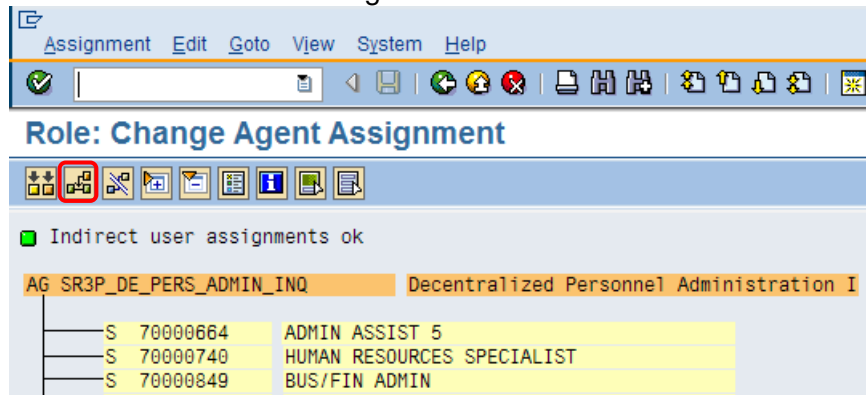 Assignment Edit Goto View System Help
Role: Change Agent Assignment
Indirect user assignments ok
AG SR3P_DE_PERS_ADMIN_INQ Decentralized Personnel Administration I
S 70000664 ADMIN ASSIST 5
S 70000740 HUMAN RESOURCES SPECIALIST
S 70000849 BUS/FIN ADMIN